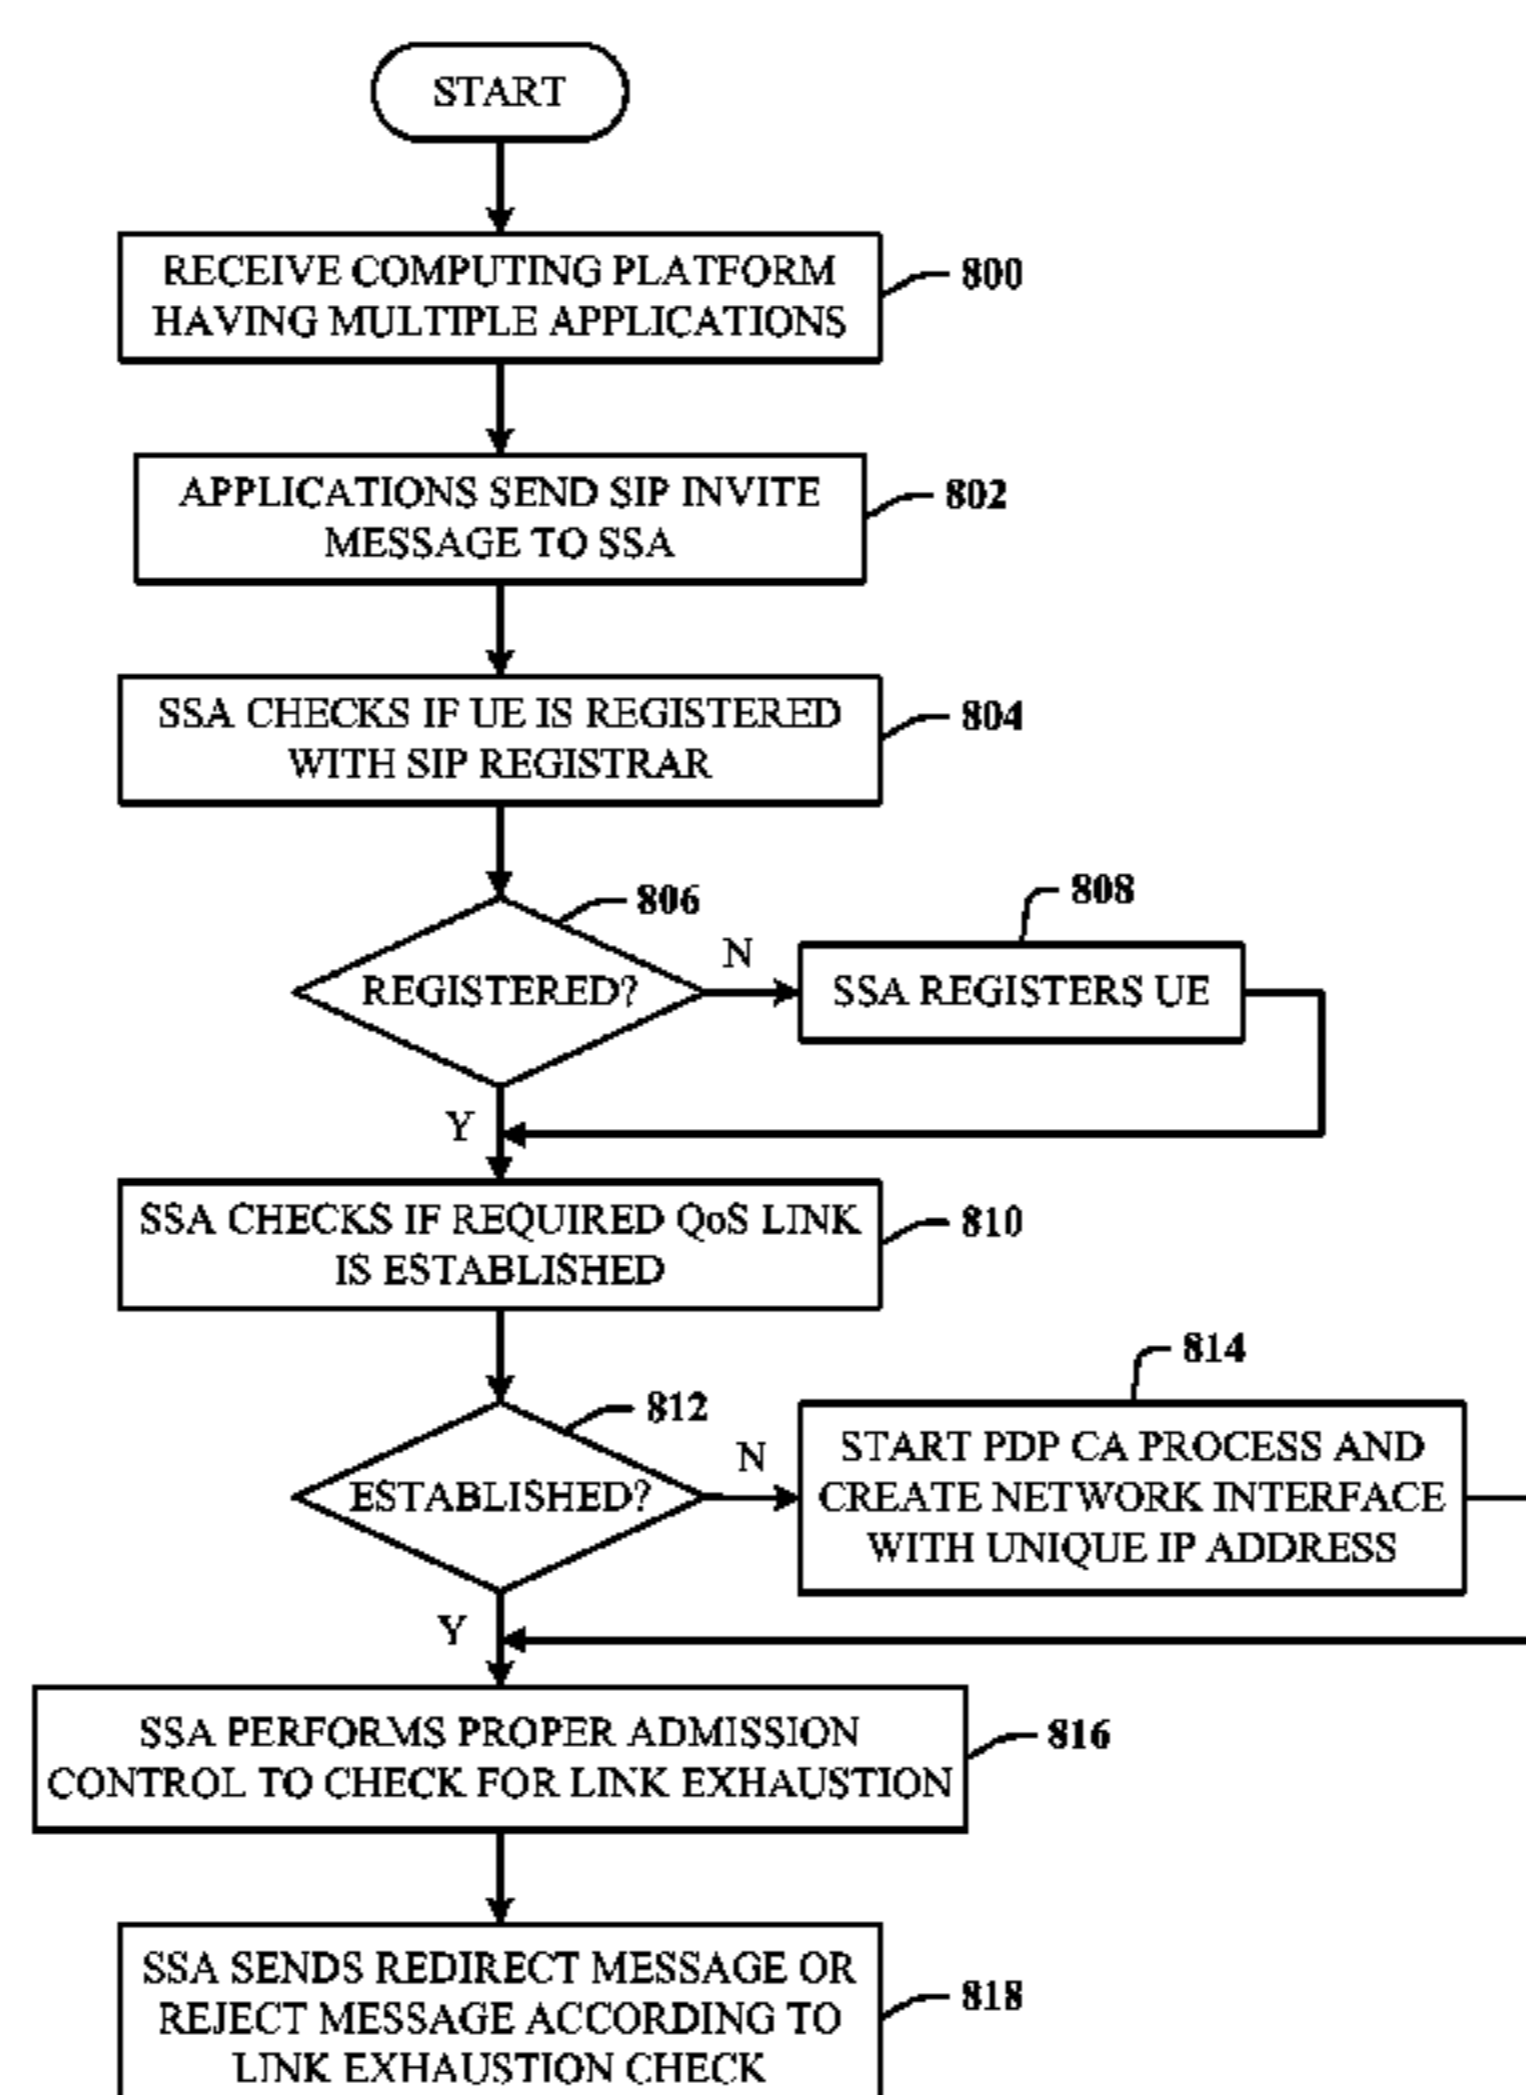 START
RECEIVE COMPUTING PLATFORM
HAVING MULTIPLE APPLICATIONS
800
APPLICATIONS SEND SIP INVITE
MESSAGE TO SSA
802
SSA CHECKS IF UE IS REGISTERED
WITH SIP REGISTRAR
804
REGISTERED?
806
N
SSA REGISTERS UE
808
Y
SSA CHECKS IF REQUIRED QoS LINK
IS ESTABLISHED
810
ESTABLISHED?
812
N
START PDP CA PROCESS AND
CREATE NETWORK INTERFACE
WITH UNIQUE IP ADDRESS
814
Y
SSA PERFORMS PROPER ADMISSION
CONTROL TO CHECK FOR LINK EXHAUSTION
816
SSA SENDS REDIRECT MESSAGE OR
REJECT MESSAGE ACCORDING TO
LINK EXHAUSTION CHECK
818